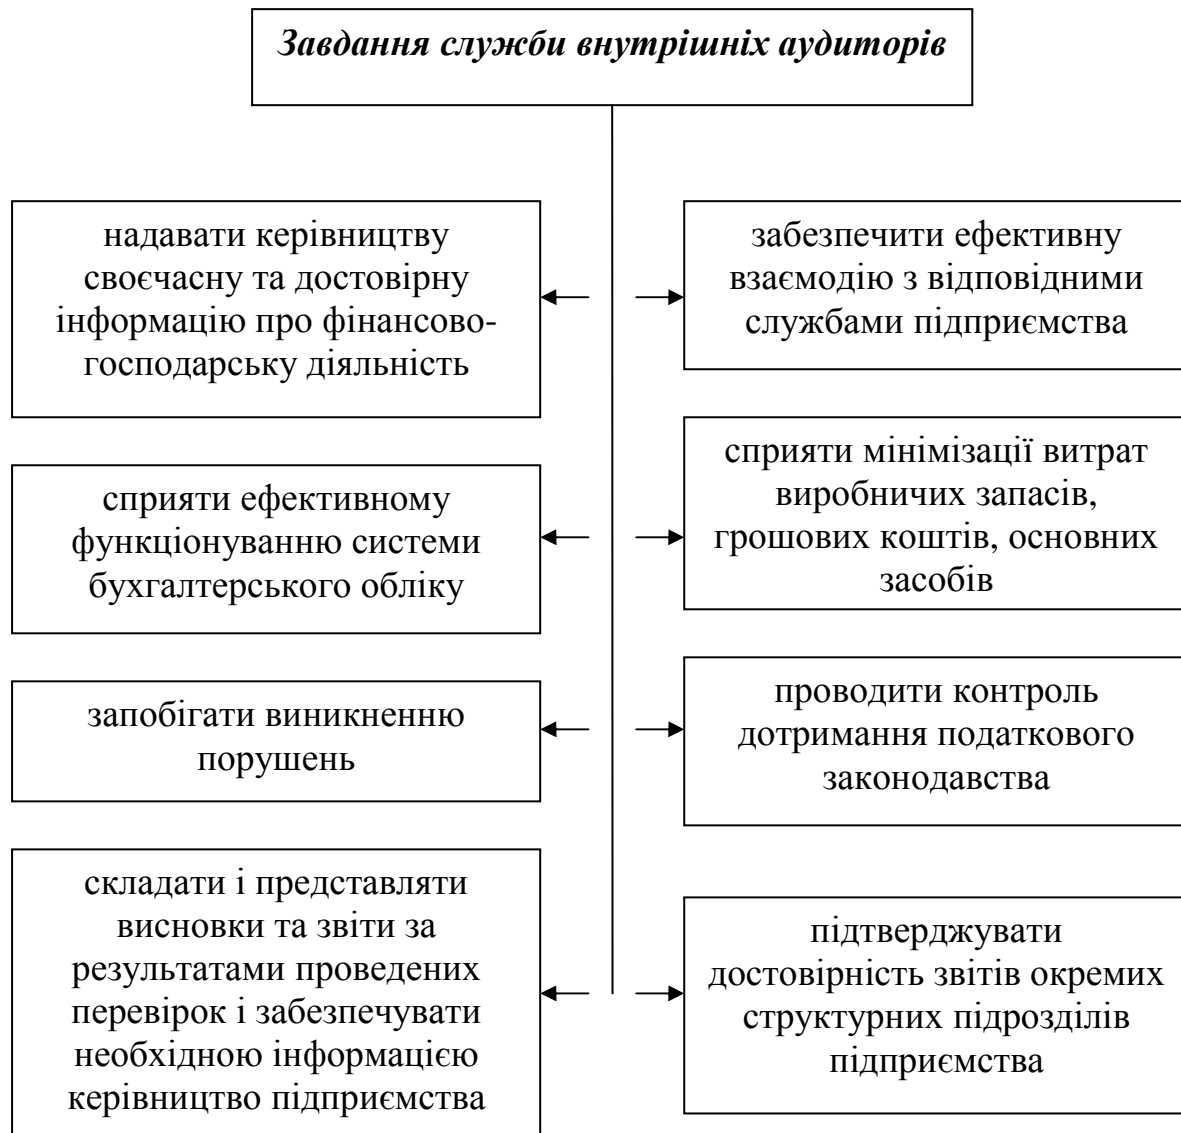 Завдання служби внутрішніх аудиторів
надавати керівництву
своєчасну та достовірну
інформацію про фінансово-
господарську діяльність
забезпечити ефективну
взаємодію з відповідними
службами підприємства
сприяти ефективному
функціонуванню системи
бухгалтерського обліку
сприяти мінімізації витрат
виробничих запасів,
грошових коштів, основних
засобів
запобігати виникненню
порушень
проводити контроль
дотримання податкового
законодавства
складати і представляти
висновки та звіти за
результатами проведених
перевірок і забезпечувати
необхідною інформацією
керівництво підприємства
підтверджувати
достовірність звітів окремих
структурних підрозділів
підприємства